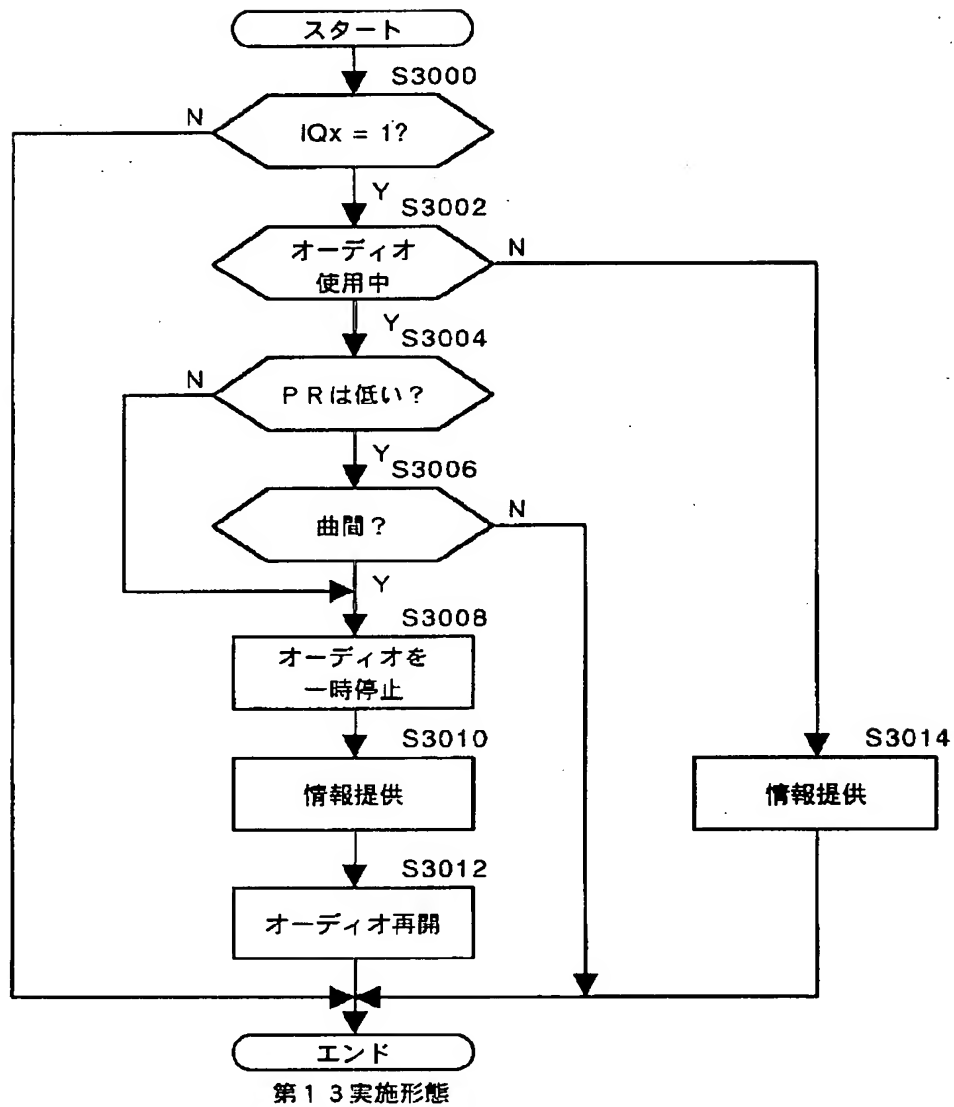 スタート
S3000
N
IQx = 1?
Y
S3002
オーディオ
使用中
N
Y
S3004
N
PRは低い?
Y
S3006
曲間?
N
Y
S3008
オーディオを
一時停止
S3010
情報提供
S3014
情報提供
S3012
オーディオ再開
エンド
第13実施形態